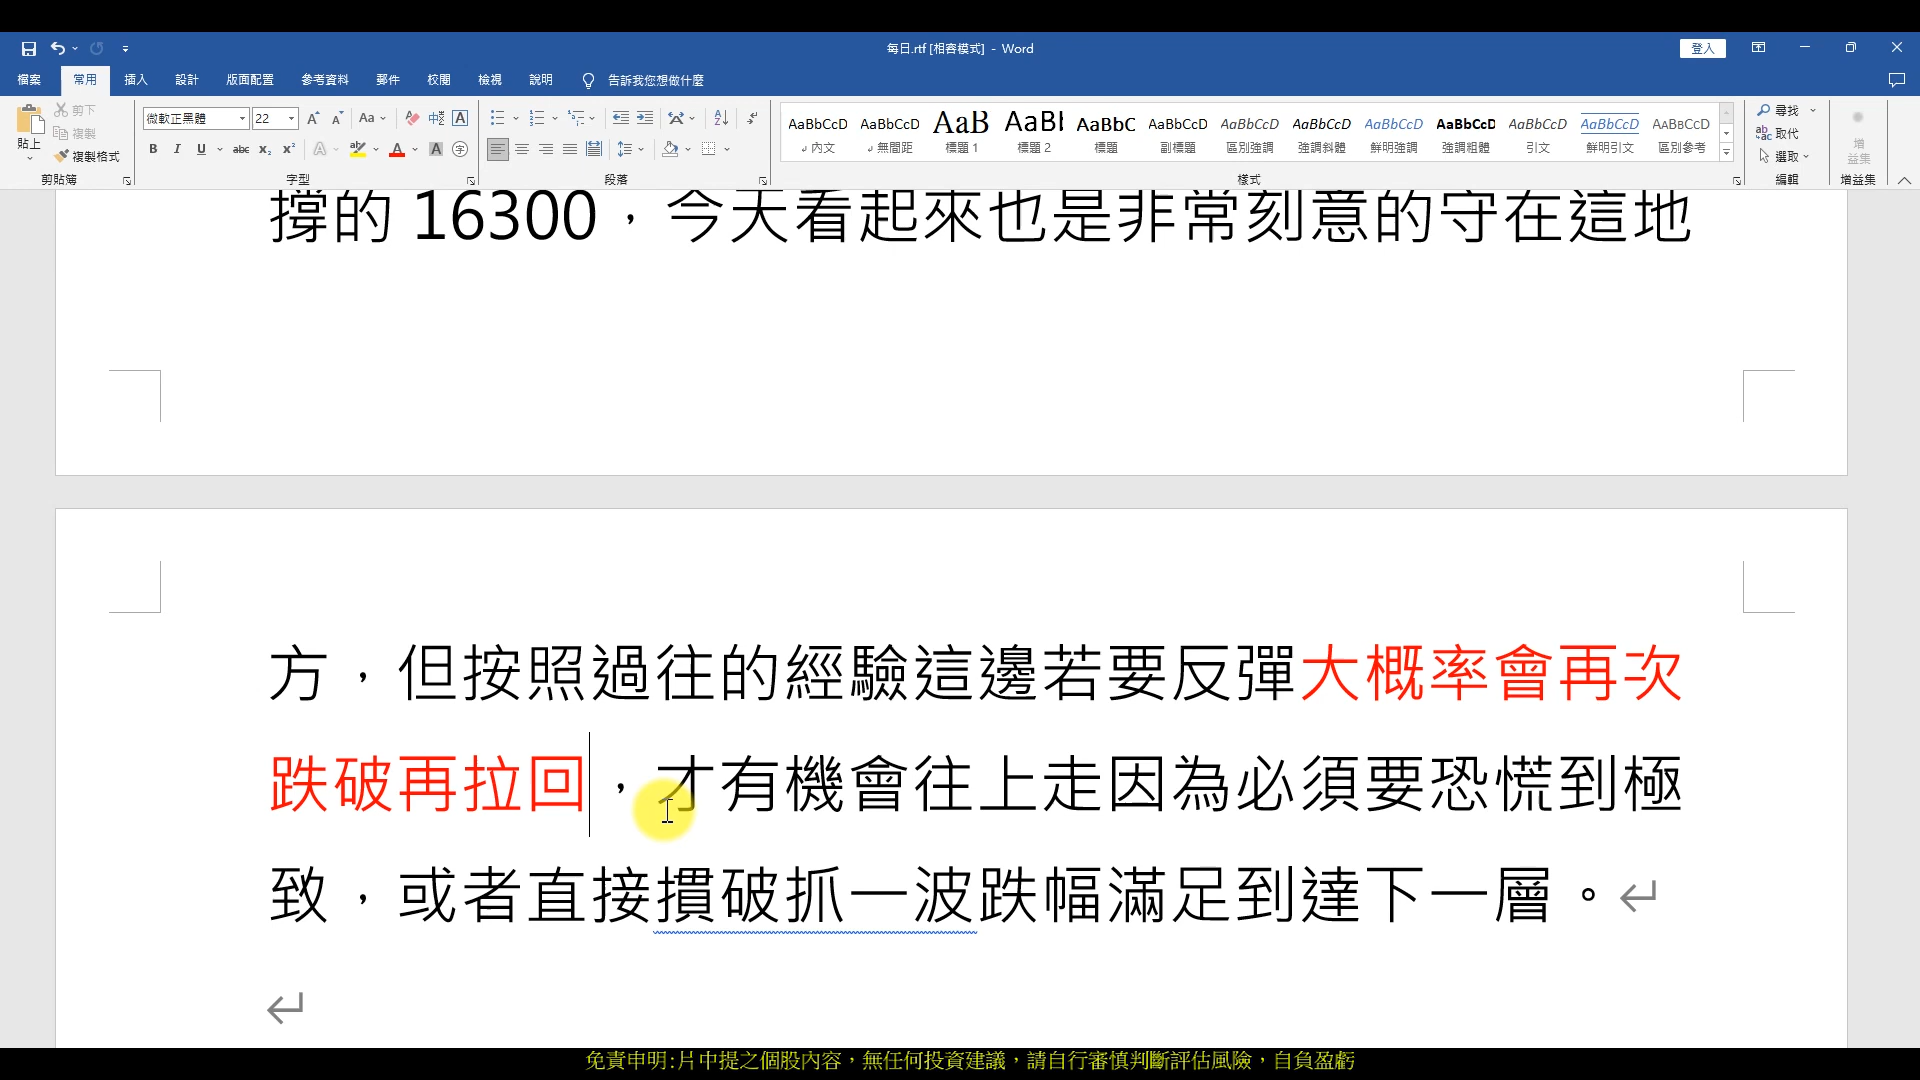 每日.rtf [相容模式] - Word
登入
檔案 常用 插入 設計 版面配置 參考資料 郵件 校閱 檢視 說明 告訴我您想做什麼
貼上
剪下
複製
複製格式
剪貼簿
微軟正黑體 22
字型
段落
AaBbCcD AaBbCcD AaB AaBl AaBbC AaBbCcD AaBbCcD AaBbCcD AaBbCcD AaBbCcD AaBbCcD AaBbCcD AaBbCcD
內文 無間距 標題 1 標題 2 標題 副標題 區別強調 強調斜體 鮮明強調 強調粗體 引文 鮮明引文 區別參考
樣式
尋找
取代
選取
編輯
增
益集
增益集
撐的 16300，今天看起來也是非常刻意的守在這地
方，但按照過往的經驗這邊若要反彈大概率會再次
跌破再拉回，才有機會往上走因為必須要恐慌到極
致，或者直接摜破抓一波跌幅滿足到達下一層。
免責申明:片中提之個股內容，無任何投資建議，請自行審慎判斷評估風險，自負盈虧